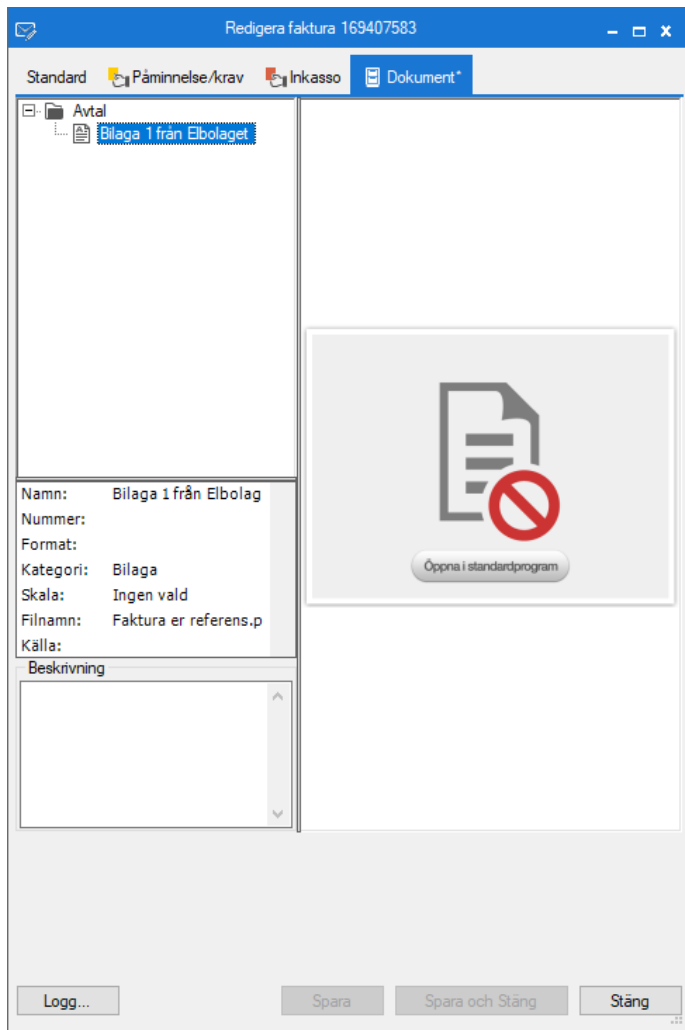 Redigera faktura 169407583
Standard Påminnelse/krav Inkasso Dokument*
Avtal
Bilaga 1 från Elbolaget
Öppna i standardprogram
Namn: Bilaga 1 från Elbolag
Nummer:
Format:
Kategori: Bilaga
Skala: Ingen vald
Filnamn: Faktura er referens.p
Källa:
Beskrivning
Logg... Spara Spara och Stäng Stäng